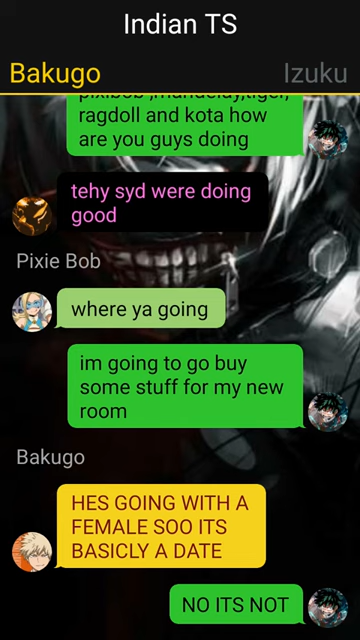 Indian TS
Bakugo
Izuku
ragdoll and kota how
are you guys doing
tehy syd were doing
good
Pixie Bob
where ya going
im going to go buy
some stuff for my new
room
Bakugo
HES GOING WITH A
FEMALE SOO ITS
BASICLY A DATE
NO ITS NOT